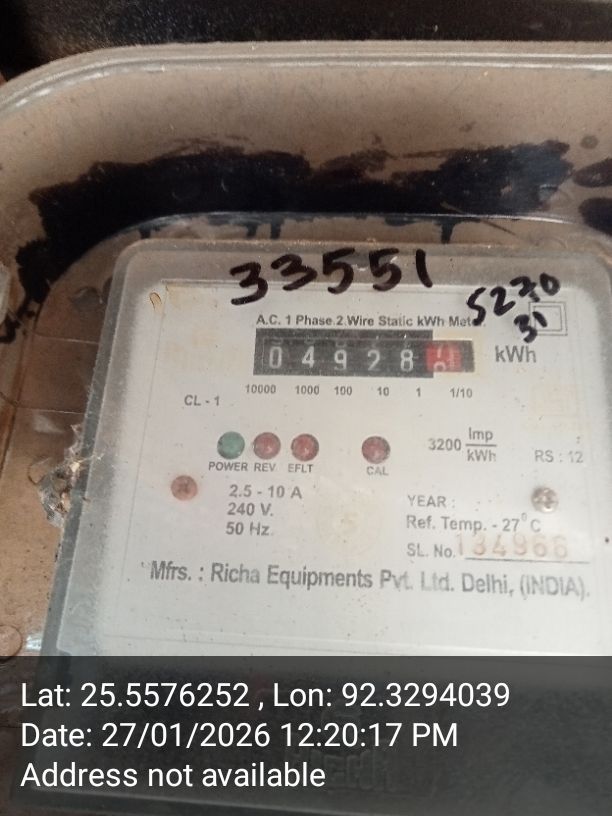 33551
5270
31
A.C. 1 Phase 2 Wire Static kWh Meter
04928 kWh
10000 1000 100 10 1 1/10
CL - 1
POWER REV. EFLT CAL
3200 Imp/kWh
RS : 12
2.5 - 10 A
240 V.
50 Hz.
YEAR :
Ref. Temp. - 27°C
SL. No. 134966
Mfrs. : Richa Equipments Pvt. Ltd. Delhi, (INDIA).
Lat: 25.5576252 , Lon: 92.3294039
Date: 27/01/2026 12:20:17 PM
Address not available